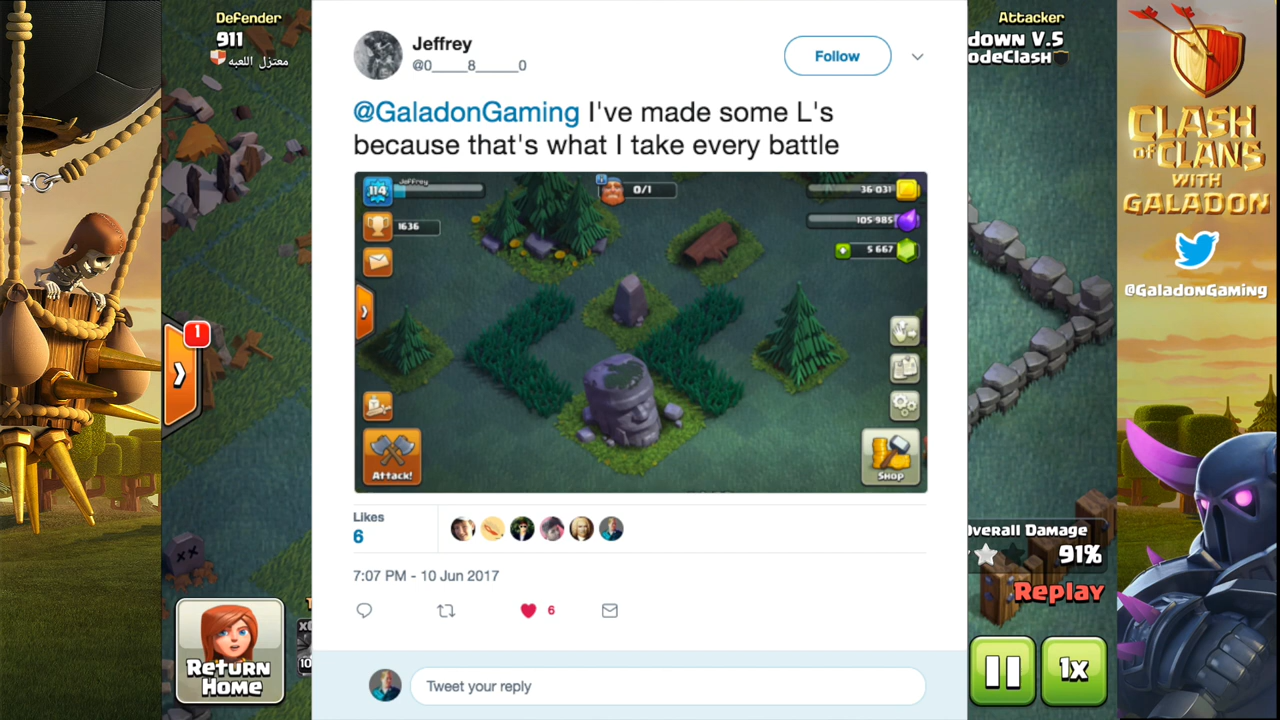 Defender
911
معتزل اللعبه
1
Return
Home
Jeffrey
@0____8_____0
Follow
@GaladonGaming I've made some L's
because that's what I take every battle
114
Jeffrey
0/1
36 031
1636
105 985
5 667
Attack!
Shop
Likes
6
7:07 PM - 10 Jun 2017
6
Tweet your reply
Attacker
down V.5
odeClash
Overall Damage
91%
Replay
1x
CLASH
of CLANS
WITH
GALADON
@GaladonGaming